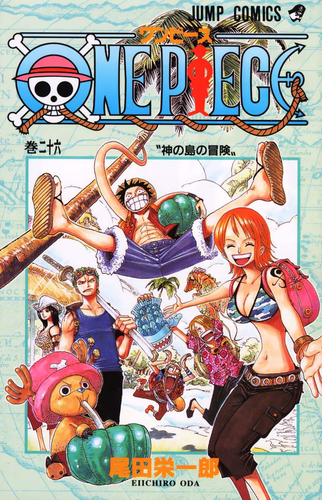 JUMP COMICS
ワンピース
ONE PIECE
巻二十六
〝神の島の冒険〟
尾田栄一郎
EIICHIRO ODA